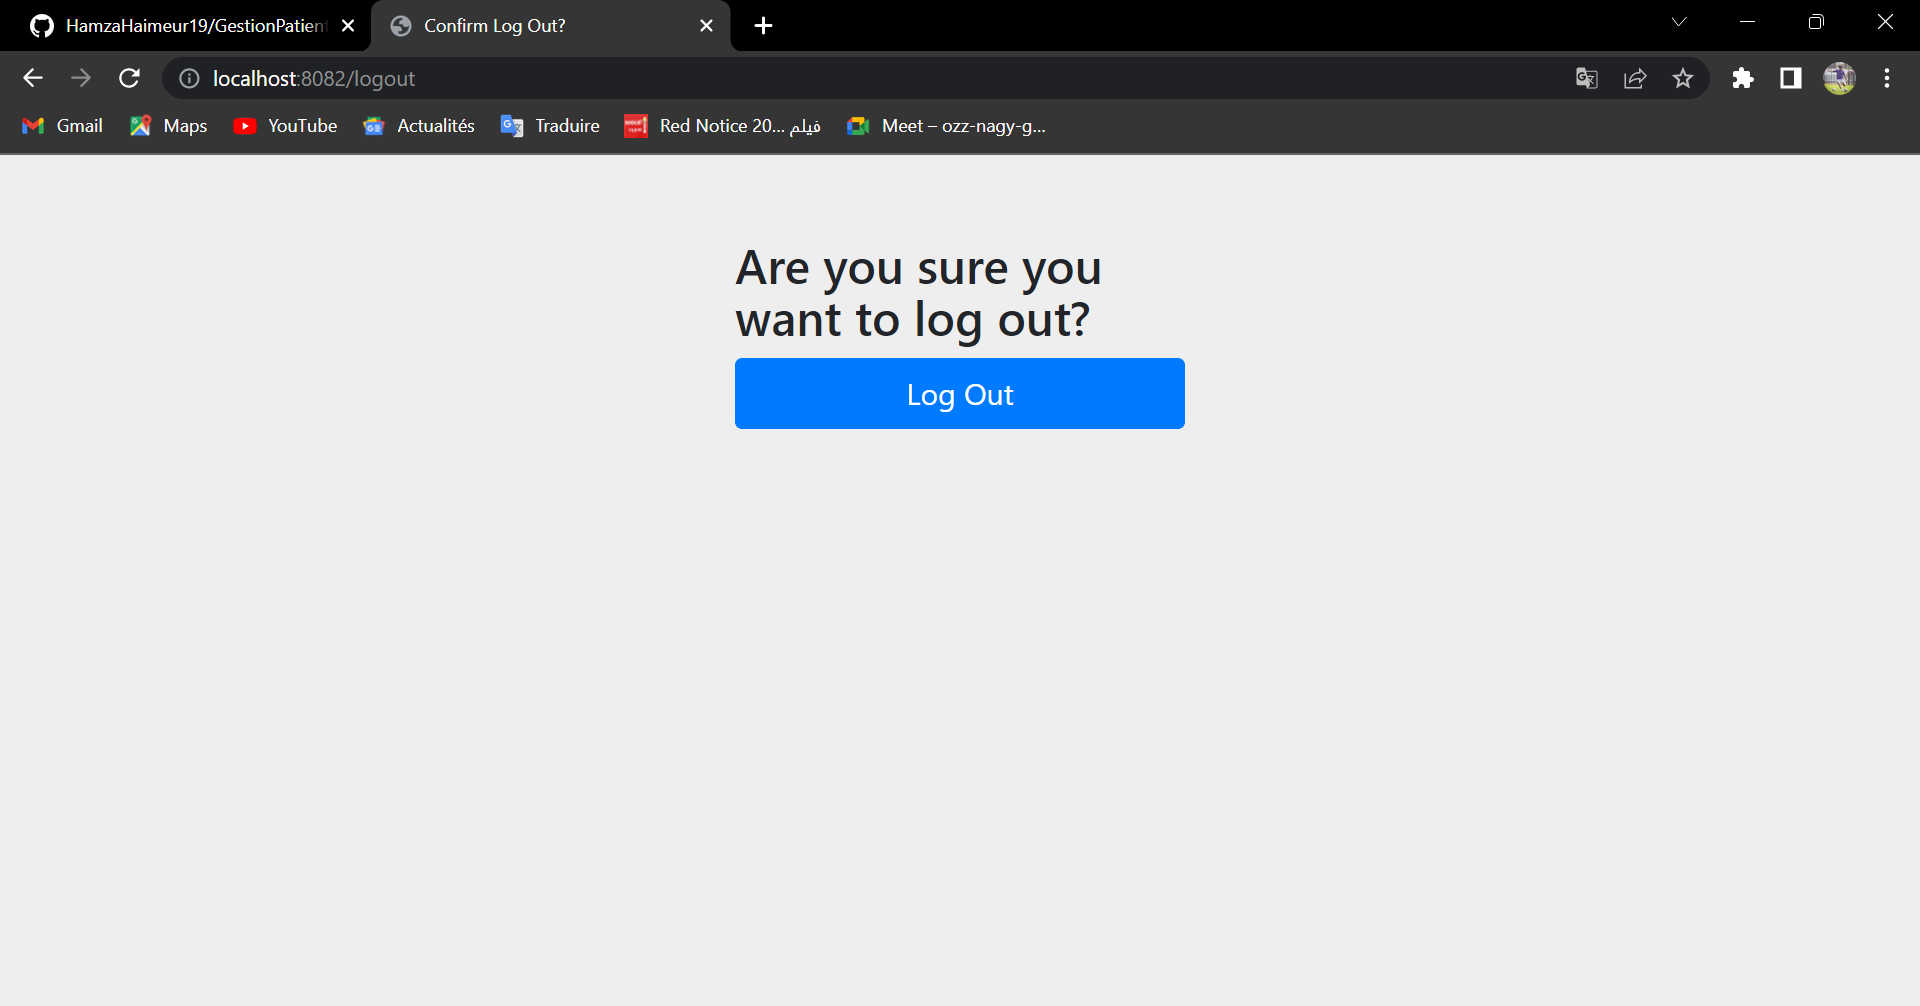 HamzaHaimeur19/GestionPatient
Confirm Log Out?
localhost:8082/logout
Gmail
Maps
YouTube
Actualités
Traduire
Red Notice 20... فيلم
Meet – ozz-nagy-g...
Are you sure you
want to log out?
Log Out